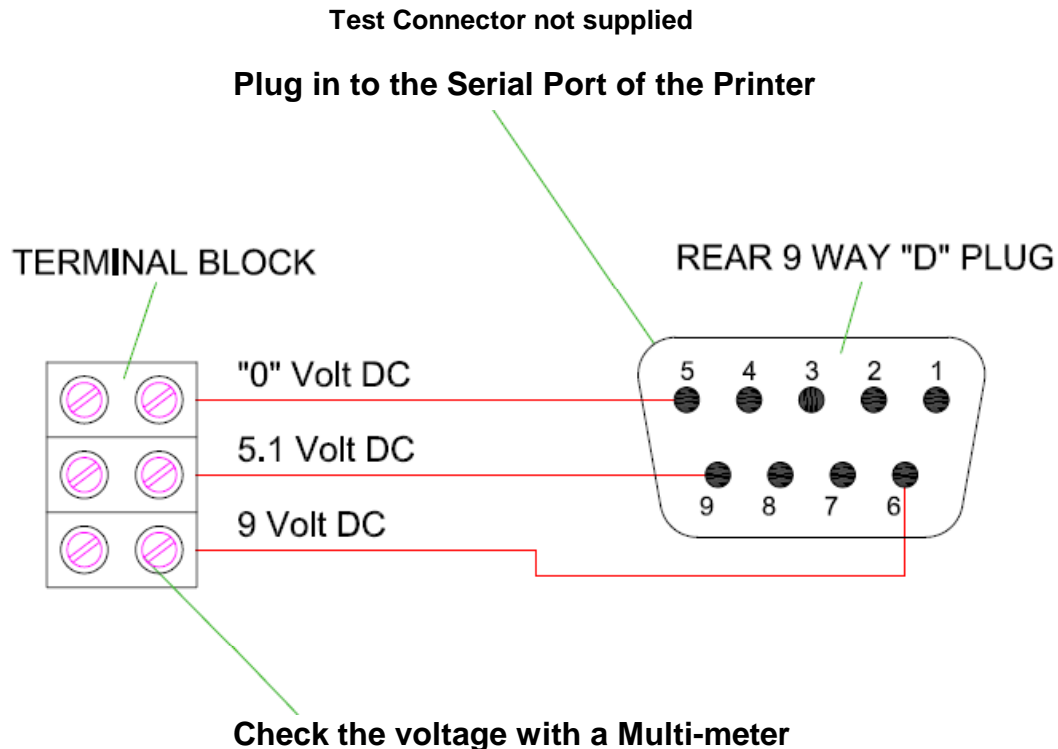 Test Connector not supplied
Plug in to the Serial Port of the Printer
TERMINAL BLOCK
REAR 9 WAY "D" PLUG
"0" Volt DC
5 4 3 2 1
5.1 Volt DC
9 8 7 6
9 Volt DC
Check the voltage with a Multi-meter